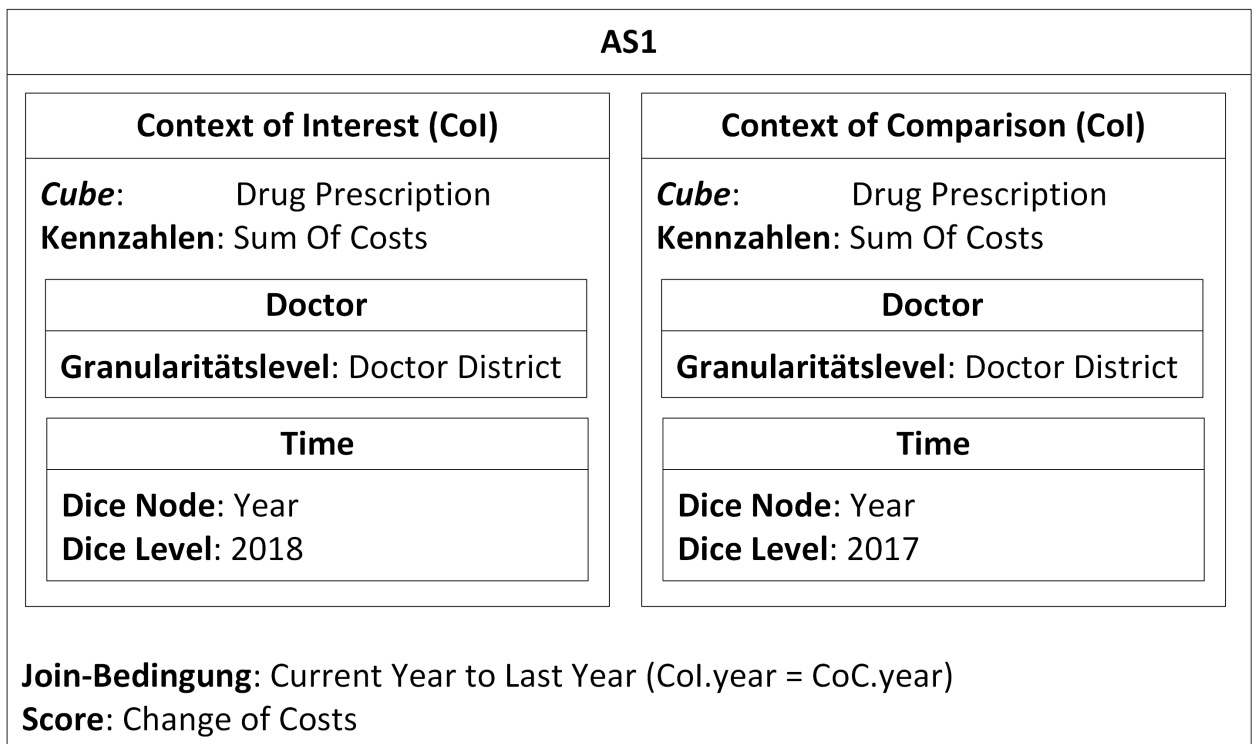 AS1
Context of Interest (CoI)
Cube: Drug Prescription
Kennzahlen: Sum Of Costs
Doctor
Granularitätslevel: Doctor District
Time
Dice Node: Year
Dice Level: 2018
Context of Comparison (CoI)
Cube: Drug Prescription
Kennzahlen: Sum Of Costs
Doctor
Granularitätslevel: Doctor District
Time
Dice Node: Year
Dice Level: 2017
Join-Bedingung: Current Year to Last Year (CoI.year = CoC.year)
Score: Change of Costs